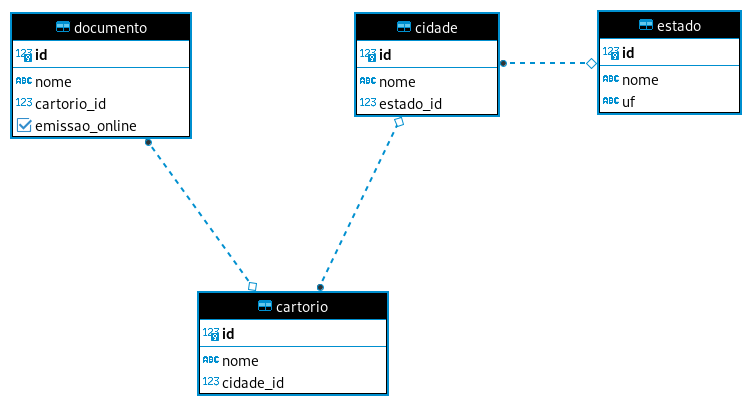 documento
123 id
ABC nome
123 cartorio_id
emissao_online
cidade
123 id
ABC nome
123 estado_id
estado
123 id
ABC nome
ABC uf
cartorio
123 id
ABC nome
123 cidade_id